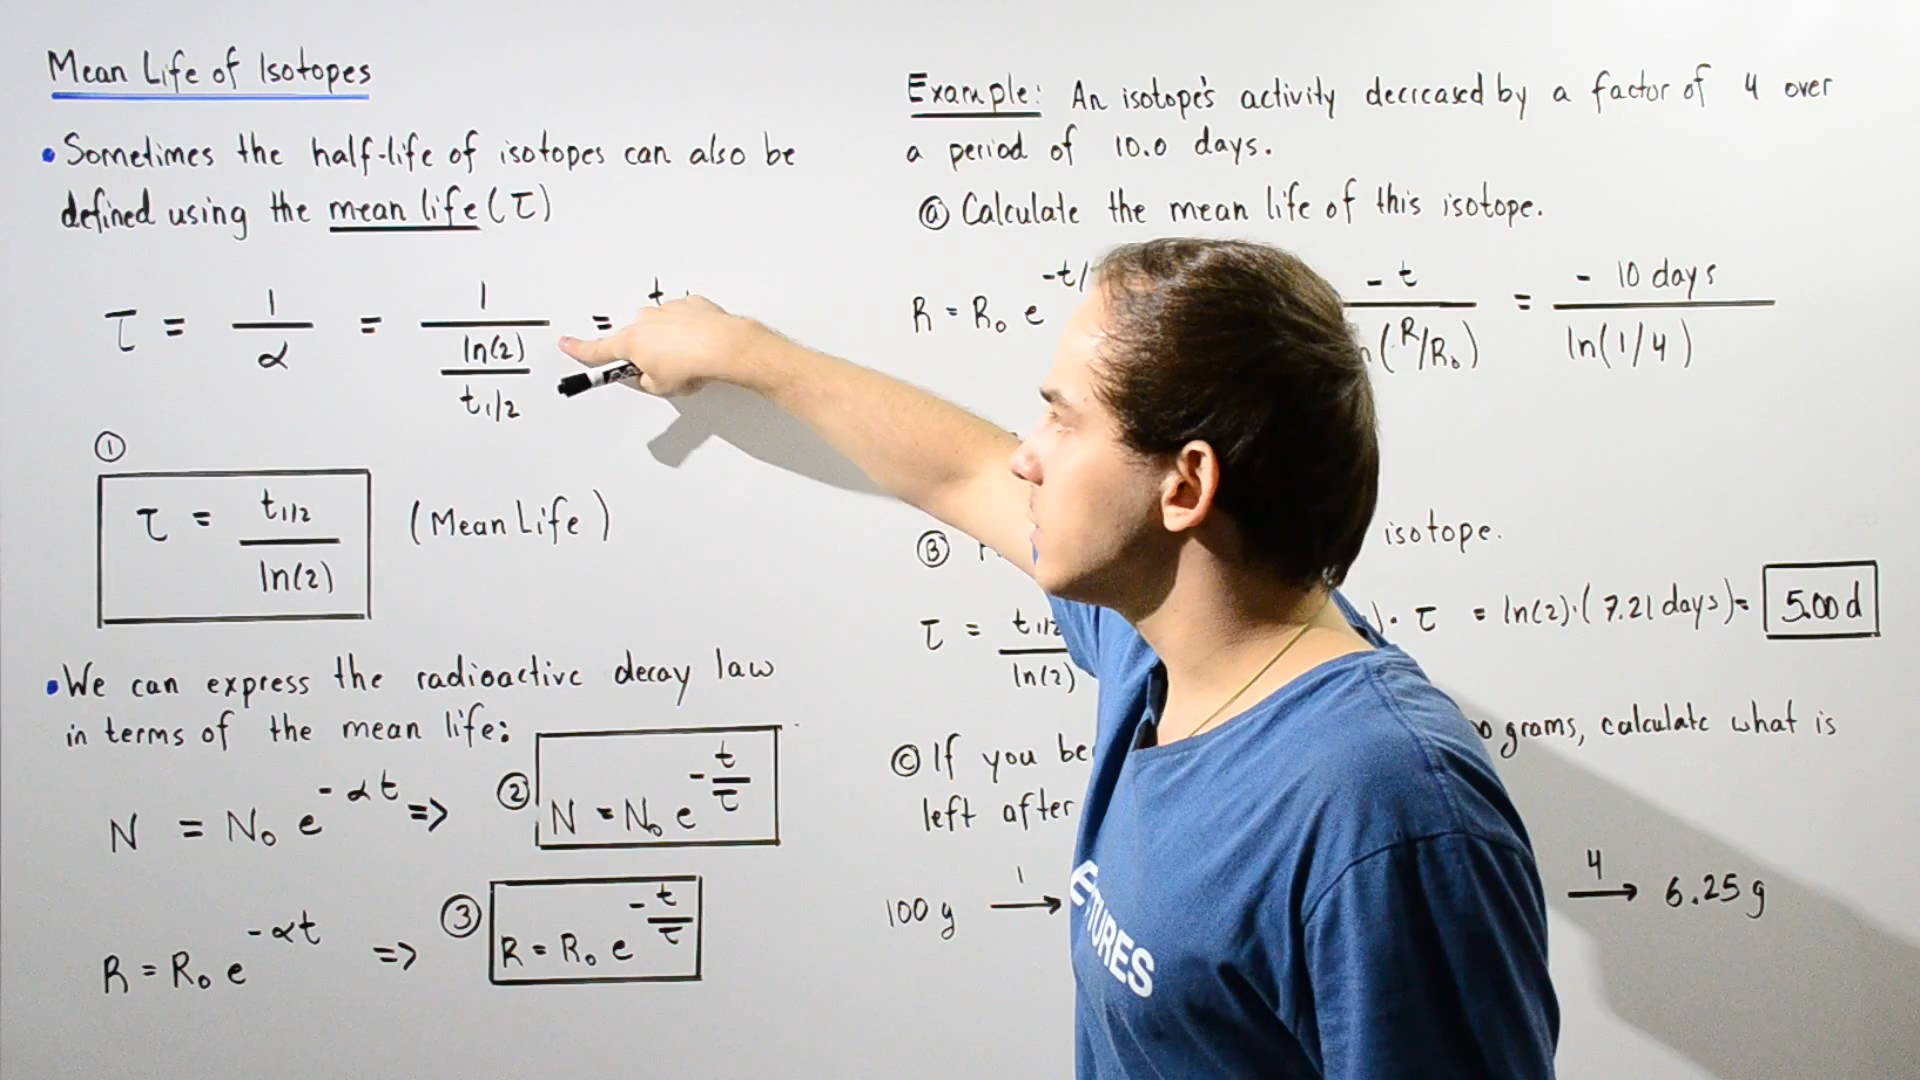 Mean Life of Isotopes
• Sometimes the half-life of isotopes can also be
defined using the mean life (τ)
τ = 1/α = 1/(ln(2)/t1/2) =
①
τ = t1/2 / ln(2) (Mean Life)
• We can express the radioactive decay law
in terms of the mean life:
N = N₀ e^(-αt) => ② N = N₀ e^(-t/τ)
R = R₀ e^(-αt) => ③ R = R₀ e^(-t/τ)
Example: An isotope's activity decreased by a factor of 4 over
a period of 10.0 days.
ⓐ Calculate the mean life of this isotope.
R = R₀ e^(-t/ -t / (R/R₀) = -10 days / ln(1/4)
Ⓑ isotope.
τ = t1/2 / ln(2) ) · τ = ln(2)·(7.21 days) = 5.00 d
Ⓒ If you grams, calculate what is
left after
100 g 1→ 4→ 6.25 g
ETURES